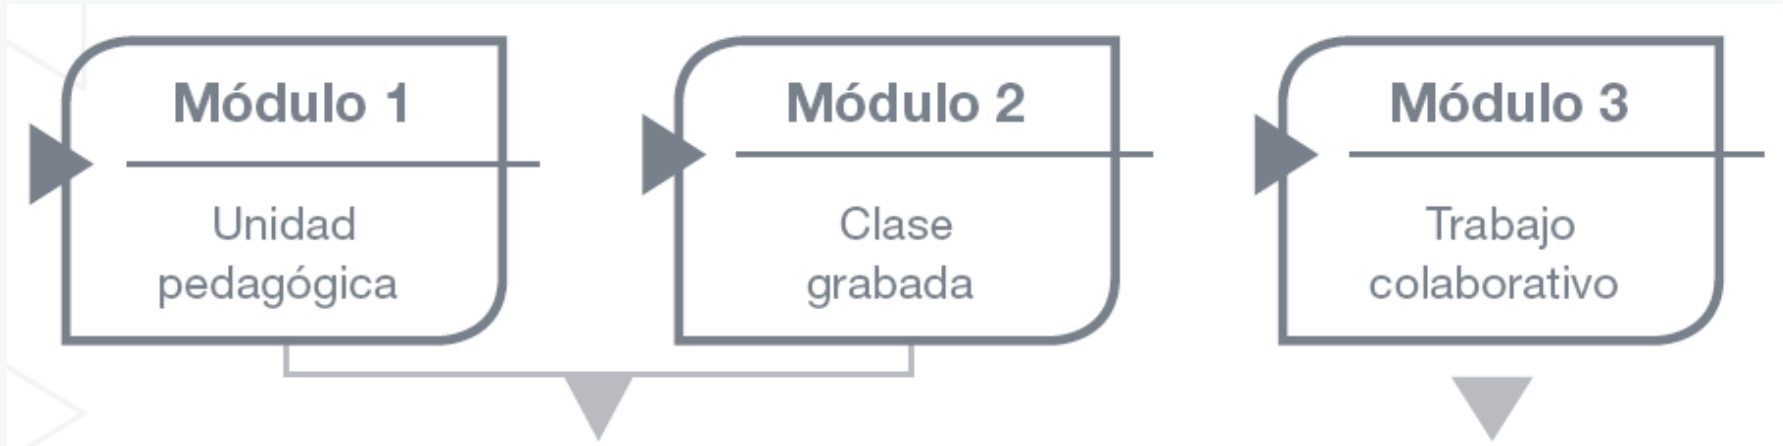 Módulo 1
Unidad
pedagógica
Módulo 2
Clase
grabada
Módulo 3
Trabajo
colaborativo